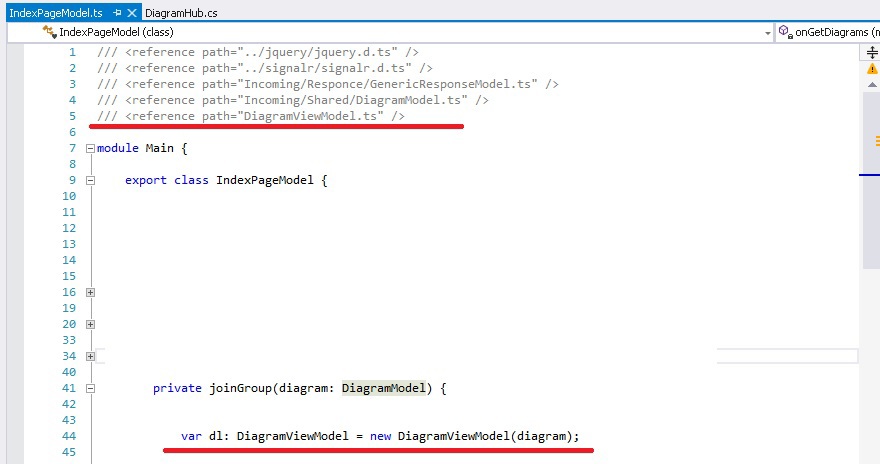 IndexPageModel.ts DiagramHub.cs
IndexPageModel (class) onGetDiagrams (m
1 /// <reference path="../jquery/jquery.d.ts" />
2 /// <reference path="../signalr/signalr.d.ts" />
3 /// <reference path="Incoming/Responce/GenericResponseModel.ts" />
4 /// <reference path="Incoming/Shared/DiagramModel.ts" />
5 /// <reference path="DiagramViewModel.ts" />
6
7 module Main {
8
9 export class IndexPageModel {
10
11
12
13
14
15
16
19
20
33
34
40
41 private joinGroup(diagram: DiagramModel) {
42
43
44 var dl: DiagramViewModel = new DiagramViewModel(diagram);
45